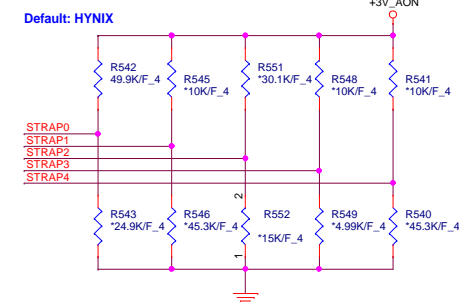 +3V_AON
Default: HYNIX
R542
49.9K/F_4
R545
*10K/F_4
R551
*30.1K/F_4
R548
*10K/F_4
R541
*10K/F_4
STRAP0
STRAP1
STRAP2
STRAP3
STRAP4
R543
*24.9K/F_4
R546
*45.3K/F_4
2
R552
*15K/F_4
1
R549
*4.99K/F_4
R540
*45.3K/F_4